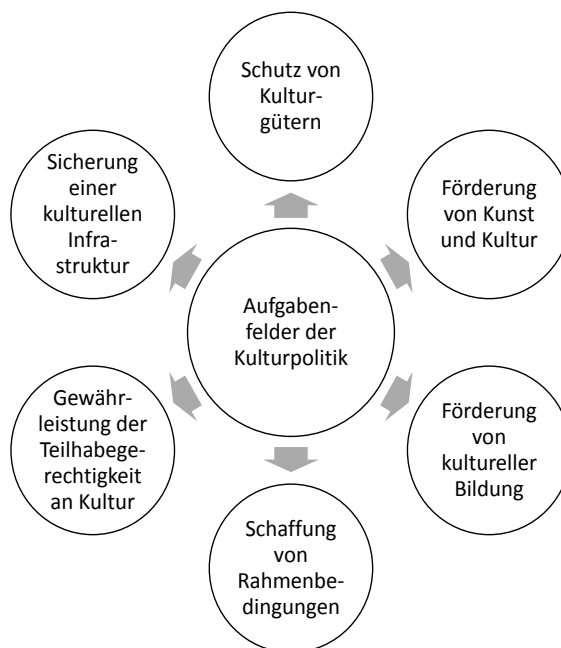 Schutz von
Kultur-
gütern
Förderung
von Kunst
und Kultur
Förderung
von
kultureller
Bildung
Schaffung
von
Rahmenbe-
dingungen
Gewähr-
leistung der
Teilhabege-
rechtigkeit
an Kultur
Sicherung
einer
kulturellen
Infra-
struktur
Aufgaben-
felder der
Kulturpolitik